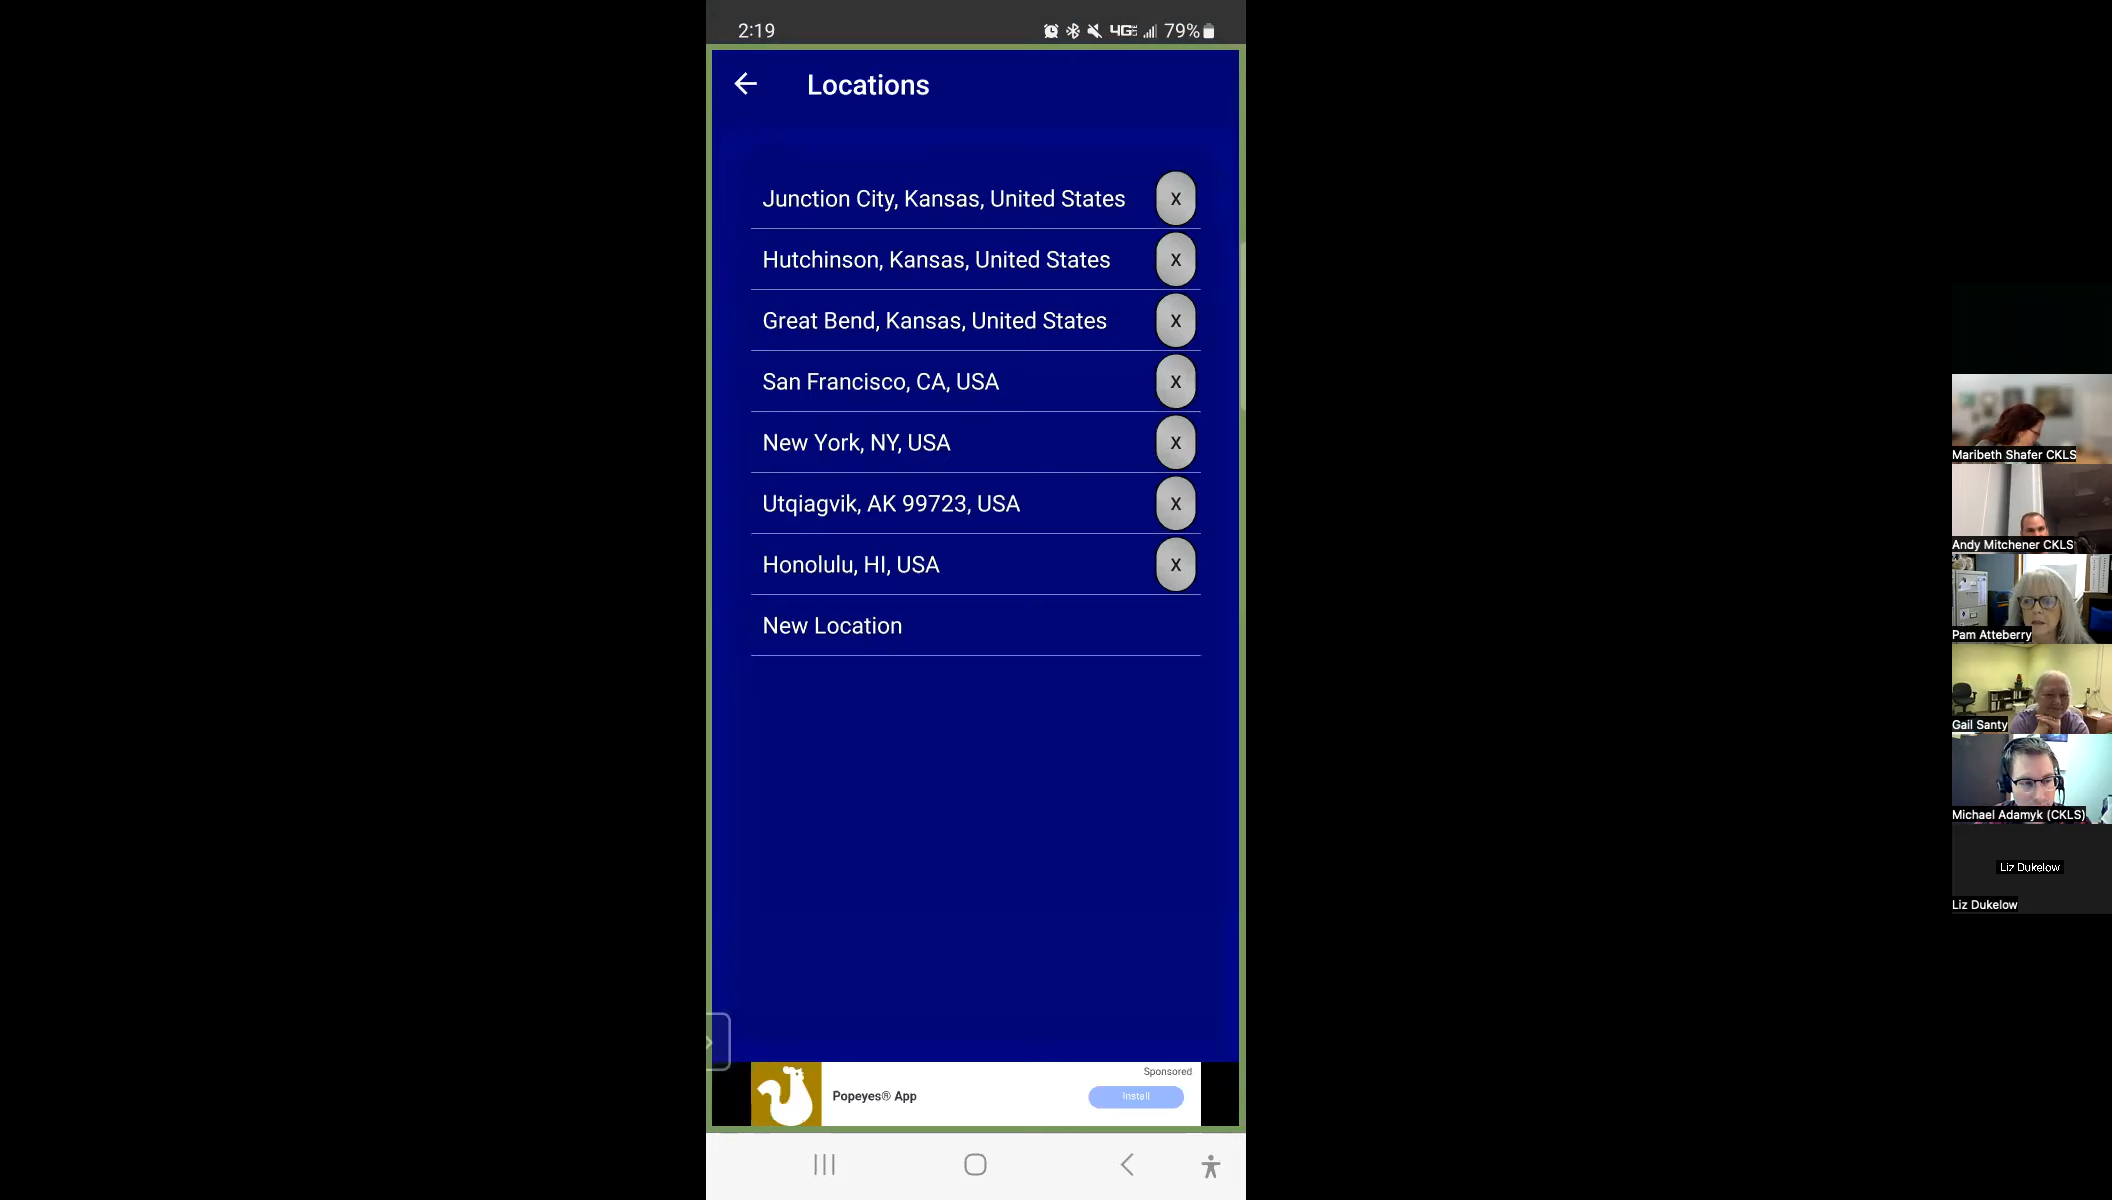 2:19
4G 79%
Locations
Junction City, Kansas, United States
X
Hutchinson, Kansas, United States
X
Great Bend, Kansas, United States
X
San Francisco, CA, USA
X
New York, NY, USA
X
Utqiagvik, AK 99723, USA
X
Honolulu, HI, USA
X
New Location
Sponsored
Popeyes® App
Install
Maribeth Shafer CKLS
Andy Mitchener CKLS
Pam Atteberry
Gail Santy
Michael Adamyk (CKLS)
Liz Dukelow
Liz Dukelow